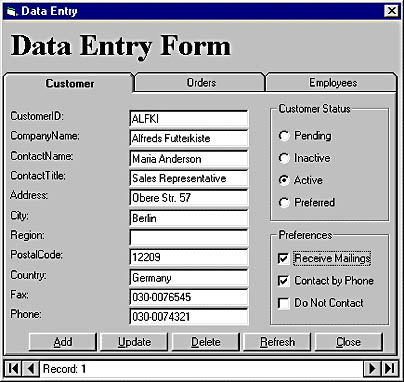 Data Entry
Data Entry Form
Customer Orders Employees
CustomerID: ALFKI
CompanyName: Alfreds Futterkiste
ContactName: Maria Anderson
ContactTitle: Sales Representative
Address: Obere Str. 57
City: Berlin
Region:
PostalCode: 12209
Country: Germany
Fax: 030-0076545
Phone: 030-0074321
Customer Status
Pending
Inactive
Active
Preferred
Preferences
Receive Mailings
Contact by Phone
Do Not Contact
Add Update Delete Refresh Close
Record: 1